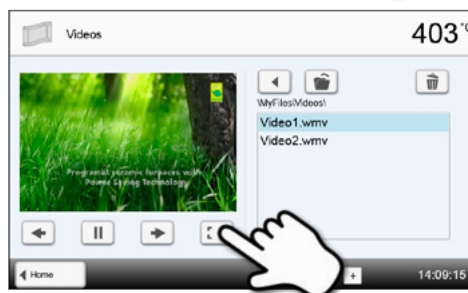 Videos
403°C
\MyFiles\Videos\
Video1.wmv
Video2.wmv
Programat ceramic furnaces with
Power Saving Technology
Home
+
14:09:15